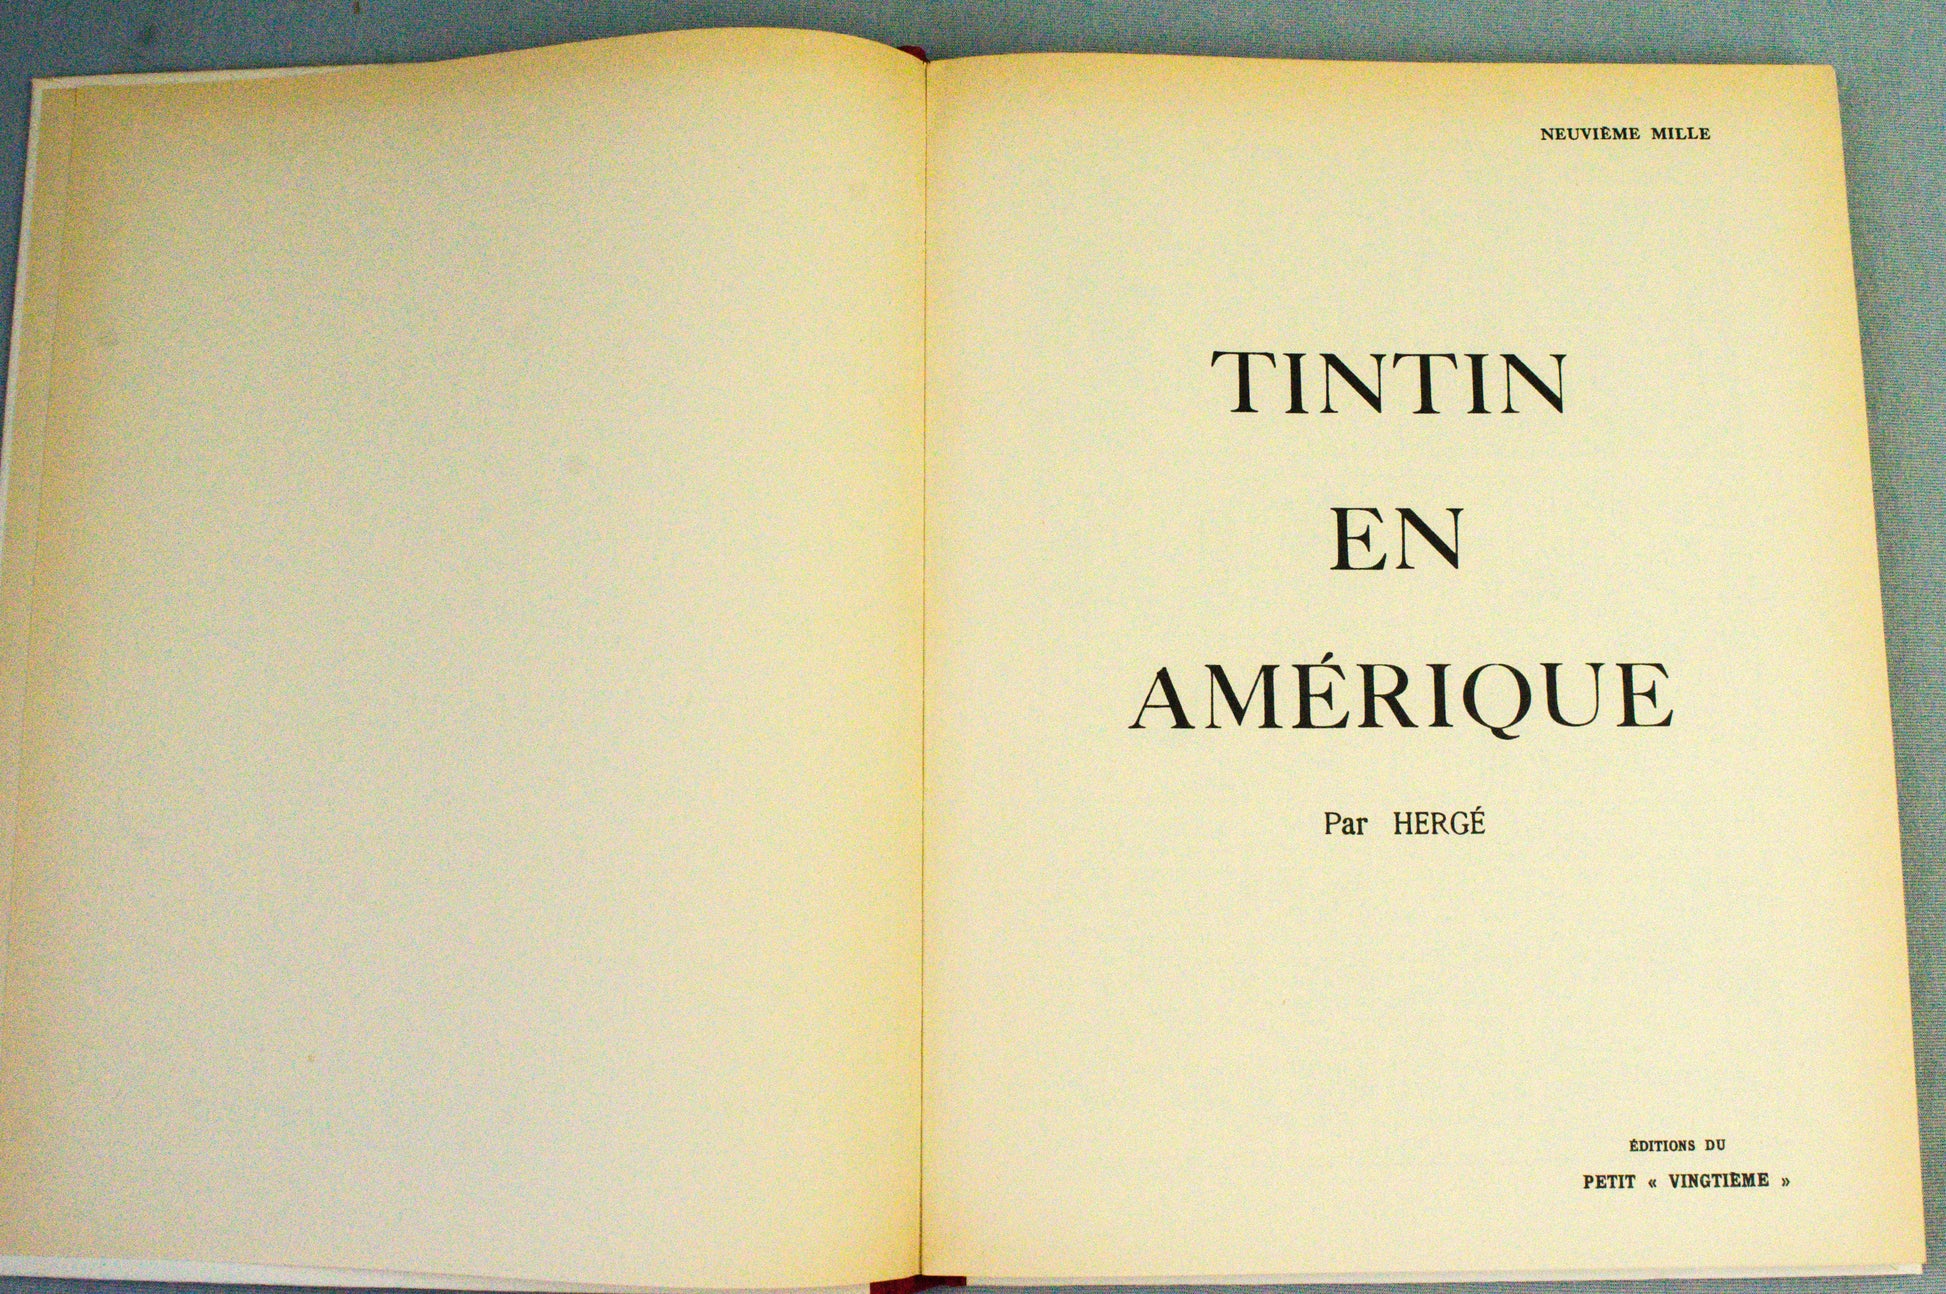 NEUVIÈME MILLE
TINTIN
EN
AMÉRIQUE
Par HERGÉ
ÉDITIONS DU
PETIT « VINGTIÈME »